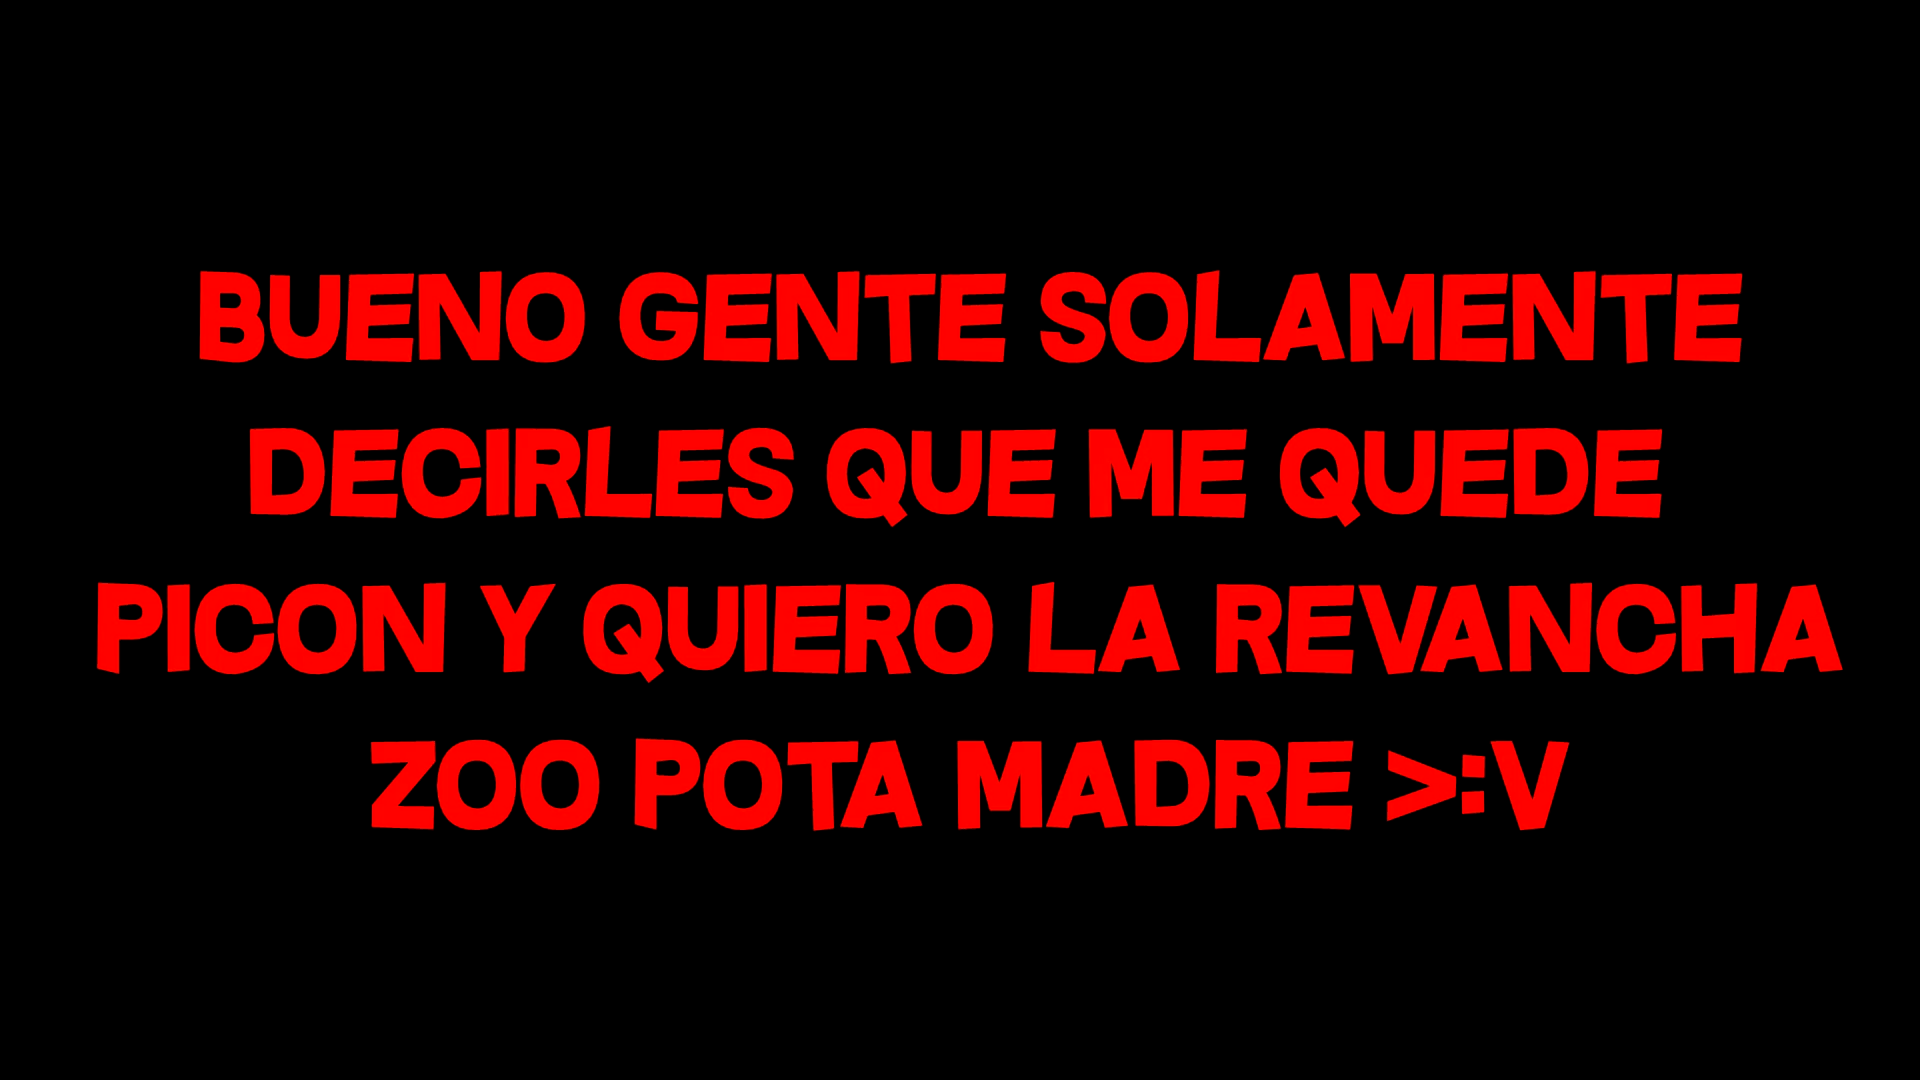 BUENO GENTE SOLAMENTE
DECIRLES QUE ME QUEDE
PICON Y QUIERO LA REVANCHA
ZOO POTA MADRE >:V